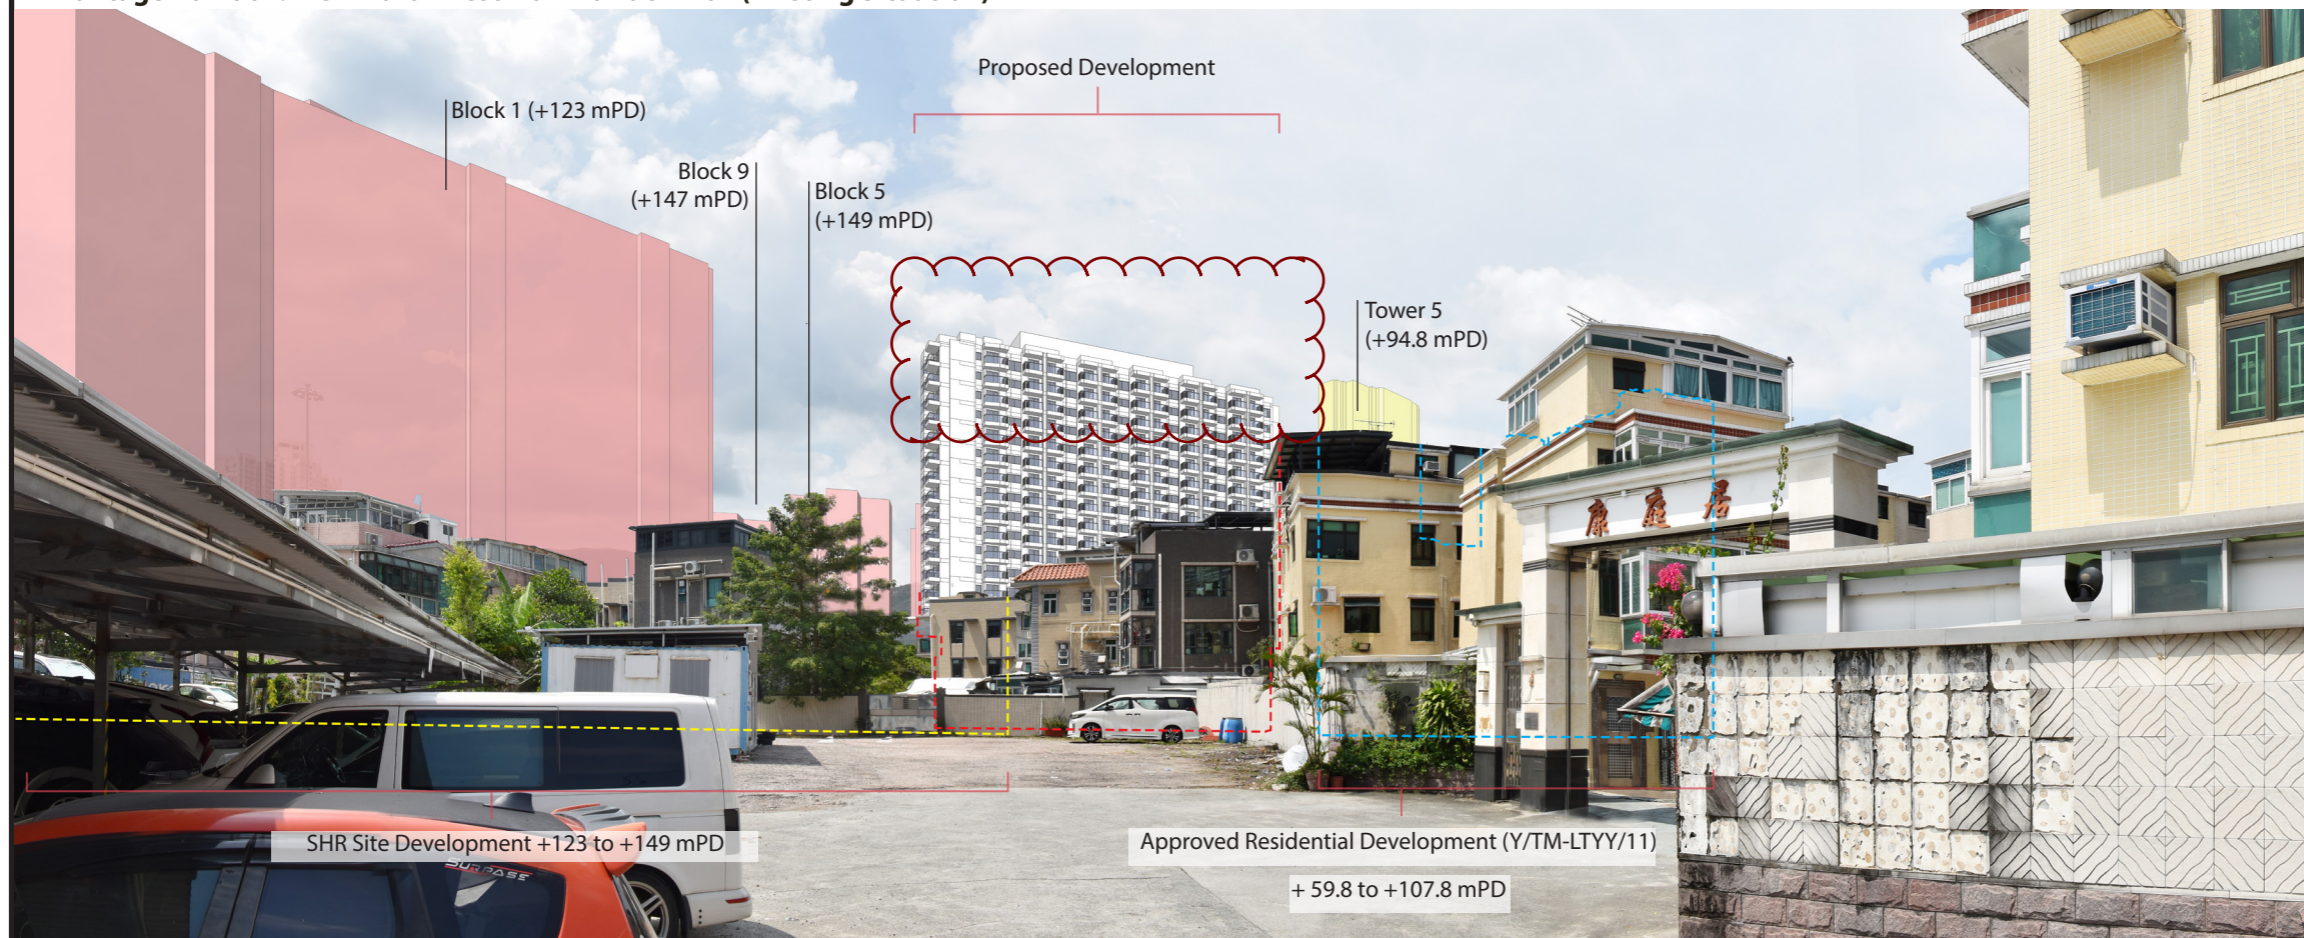 Proposed Development
Block 1 (+123 mPD)
Block 9
(+147 mPD)
Block 5
(+149 mPD)
Tower 5
(+94.8 mPD)
康庭居
SURPASS
SHR Site Development +123 to +149 mPD
Approved Residential Development (Y/TM-LTYY/11)
+ 59.8 to +107.8 mPD